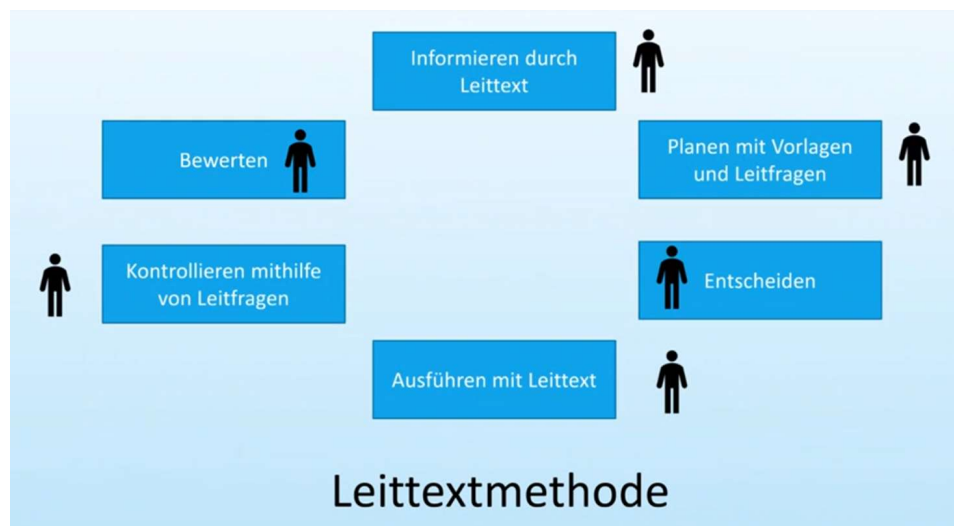 Informieren durch
Leittext
Planen mit Vorlagen
und Leitfragen
Entscheiden
Ausführen mit Leittext
Kontrollieren mithilfe
von Leitfragen
Bewerten
Leittextmethode